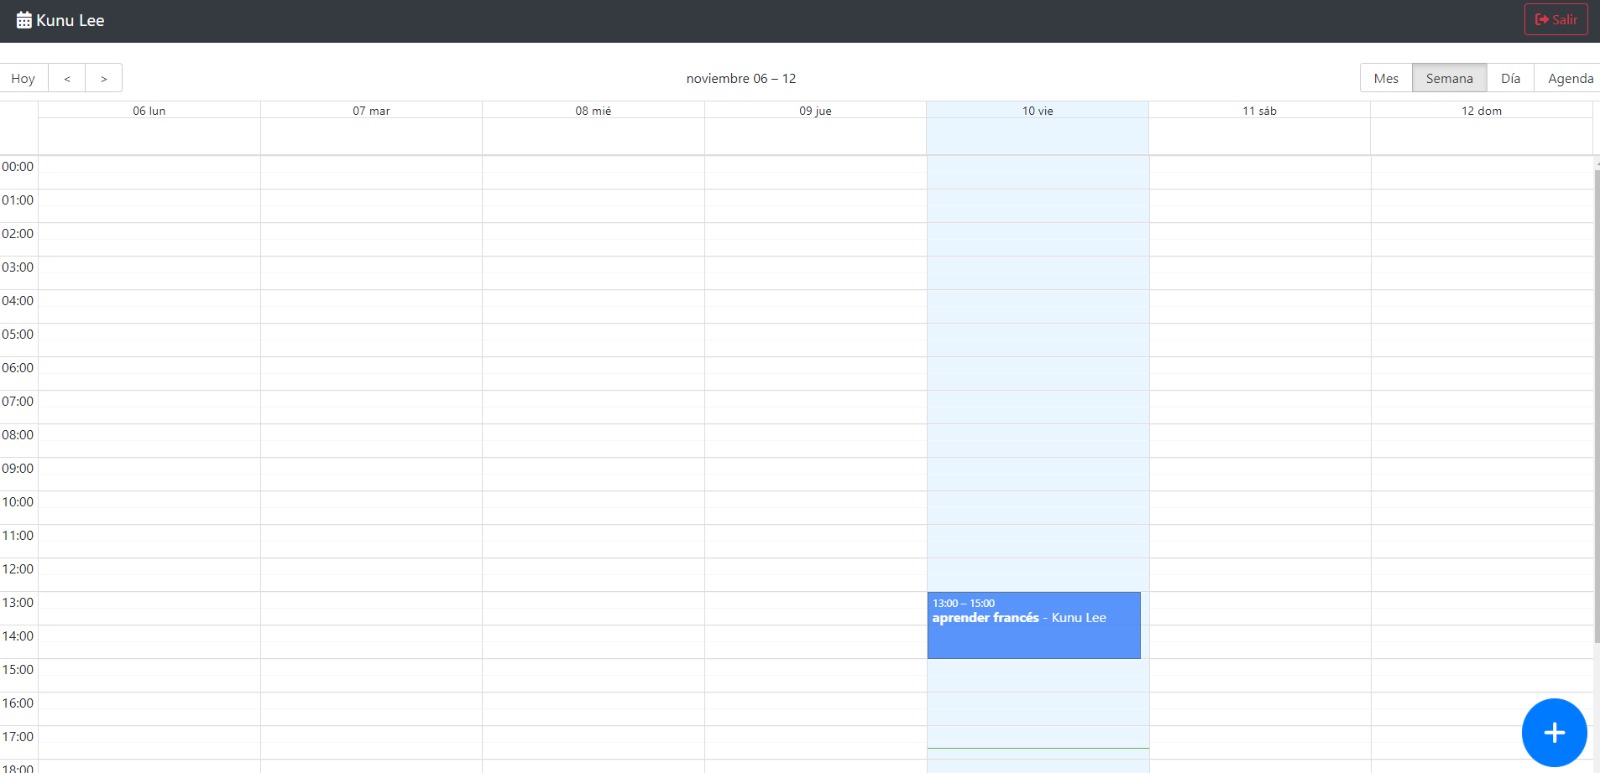 Kunu Lee
Salir
Hoy
<
>
noviembre 06 – 12
Mes
Semana
Día
Agenda
06 lun
07 mar
08 mié
09 jue
10 vie
11 sáb
12 dom
00:00
01:00
02:00
03:00
04:00
05:00
06:00
07:00
08:00
09:00
10:00
11:00
12:00
13:00
13:00 – 15:00
aprender francés - Kunu Lee
14:00
15:00
16:00
17:00
18:00